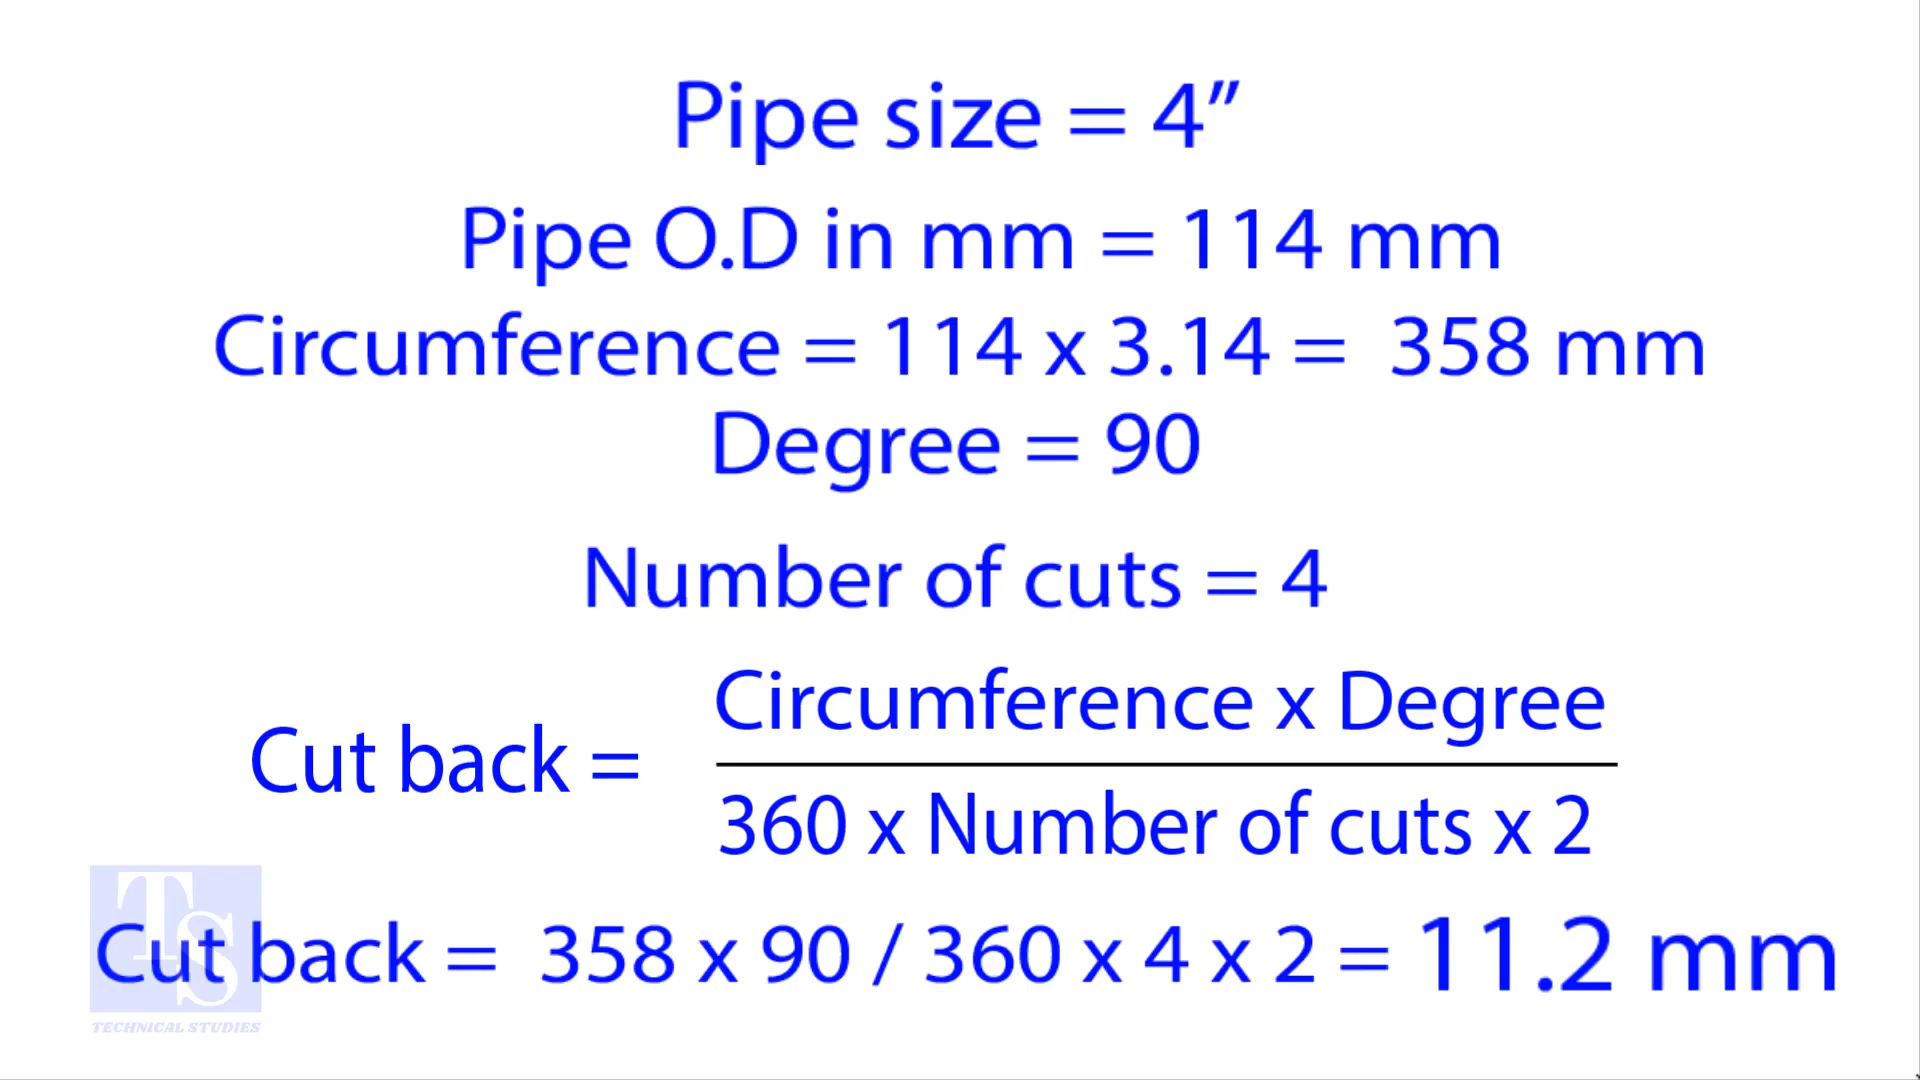 Pipe size = 4”
Pipe O.D in mm = 114 mm
Circumference = 114 x 3.14 = 358 mm
Degree = 90
Number of cuts = 4
Circumference x Degree
Cut back =
360 x Number of cuts x 2
Cut back = 358 x 90 / 360 x 4 x 2 = 11.2 mm
TS
TECHNICAL STUDIES